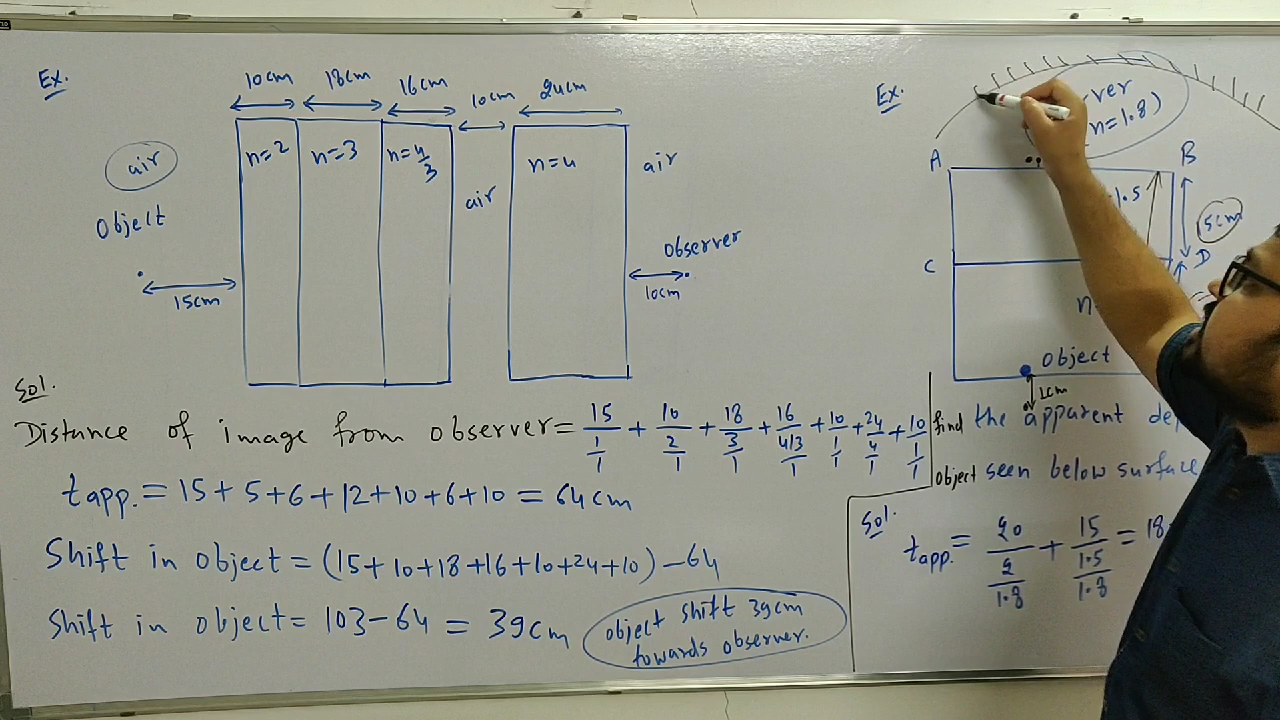 Ex.
10cm 18cm 16cm 10cm 24cm
air n=2 n=3 n=4/3 air n=4 air
object
observer
15cm
10cm
Sol.
Distance of image from observer= 15/(1/1) + 10/(2/1) + 18/(3/1) + 16/(4/3/1) + 10/(1/1) + 24/(4/1) + 10/(1/1)
tapp. = 15+5+6+12+10+6+10 = 64cm
Shift in object = (15+10+18+16+10+24+10) -64
Shift in object= 103-64 = 39cm
object shift 39cm
towards observer.
Ex.
n=1.8)
A B
5cm
C D
object
1cm
find the apparent
object seen below surface
Sol.
tapp. = 20/(2/1.8) + 15/(1.5/1.8) = 18